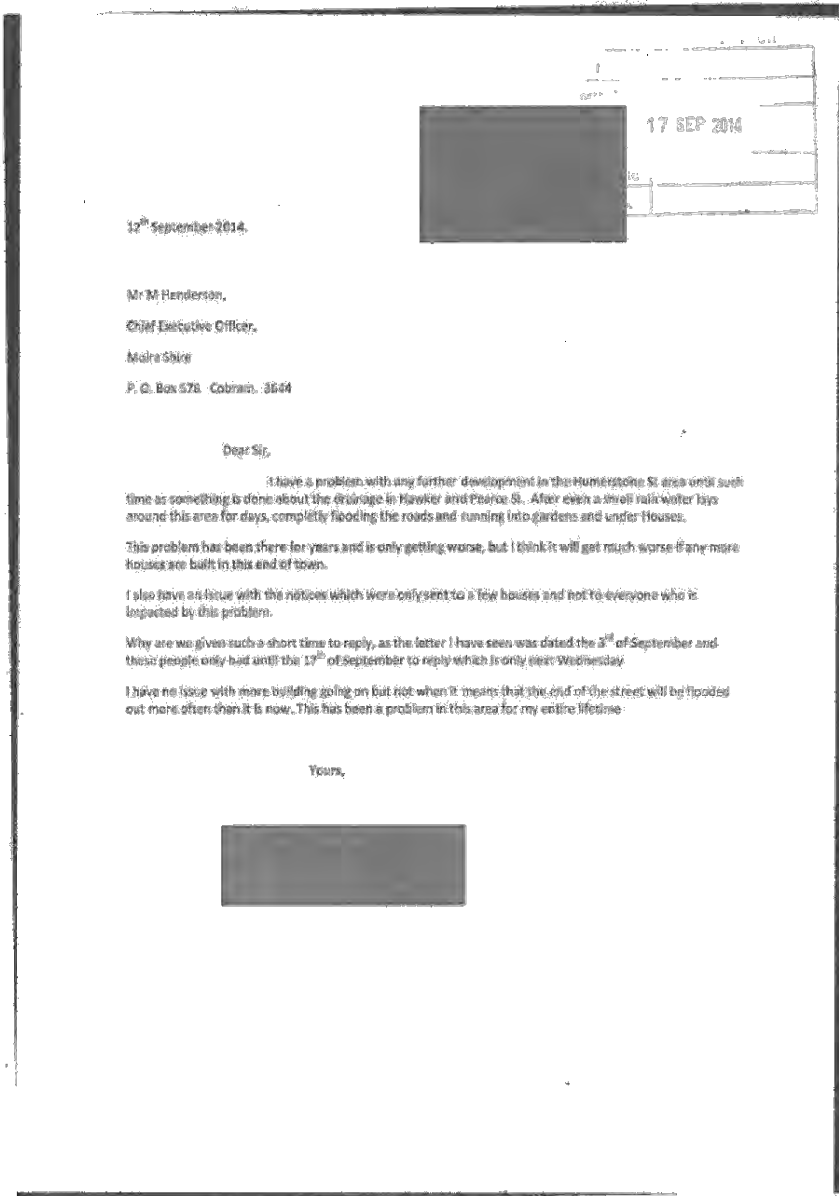 17 SEP 2014
12th September 2014.
Mr M Henderson,
Chief Executive Officer,
Moira Shire
P. O. Box 578 Cobram. 3644
Dear Sir,
I have a problem with any further development in the Humerstone St area until such
time as something is done about the drainage in Hawker and Pearce St. After even a small rain water lays
around this area for days, completly flooding the roads and running into gardens and under Houses.
This problem has been there for years and is only getting worse, but I think it will get much worse if any more
houses are built in this end of town.
I also have an issue with the notices which were only sent to a few houses and not to everyone who is
impacted by this problem.
Why are we given such a short time to reply, as the letter I have seen was dated the 3rd of September and
these people only had until the 17th of September to reply which is only next Wednesday
I have no issue with more building going on but not when it means that the end of the street will be flooded
out more often than it is now. This has been a problem in this area for my entire lifetime
Yours,